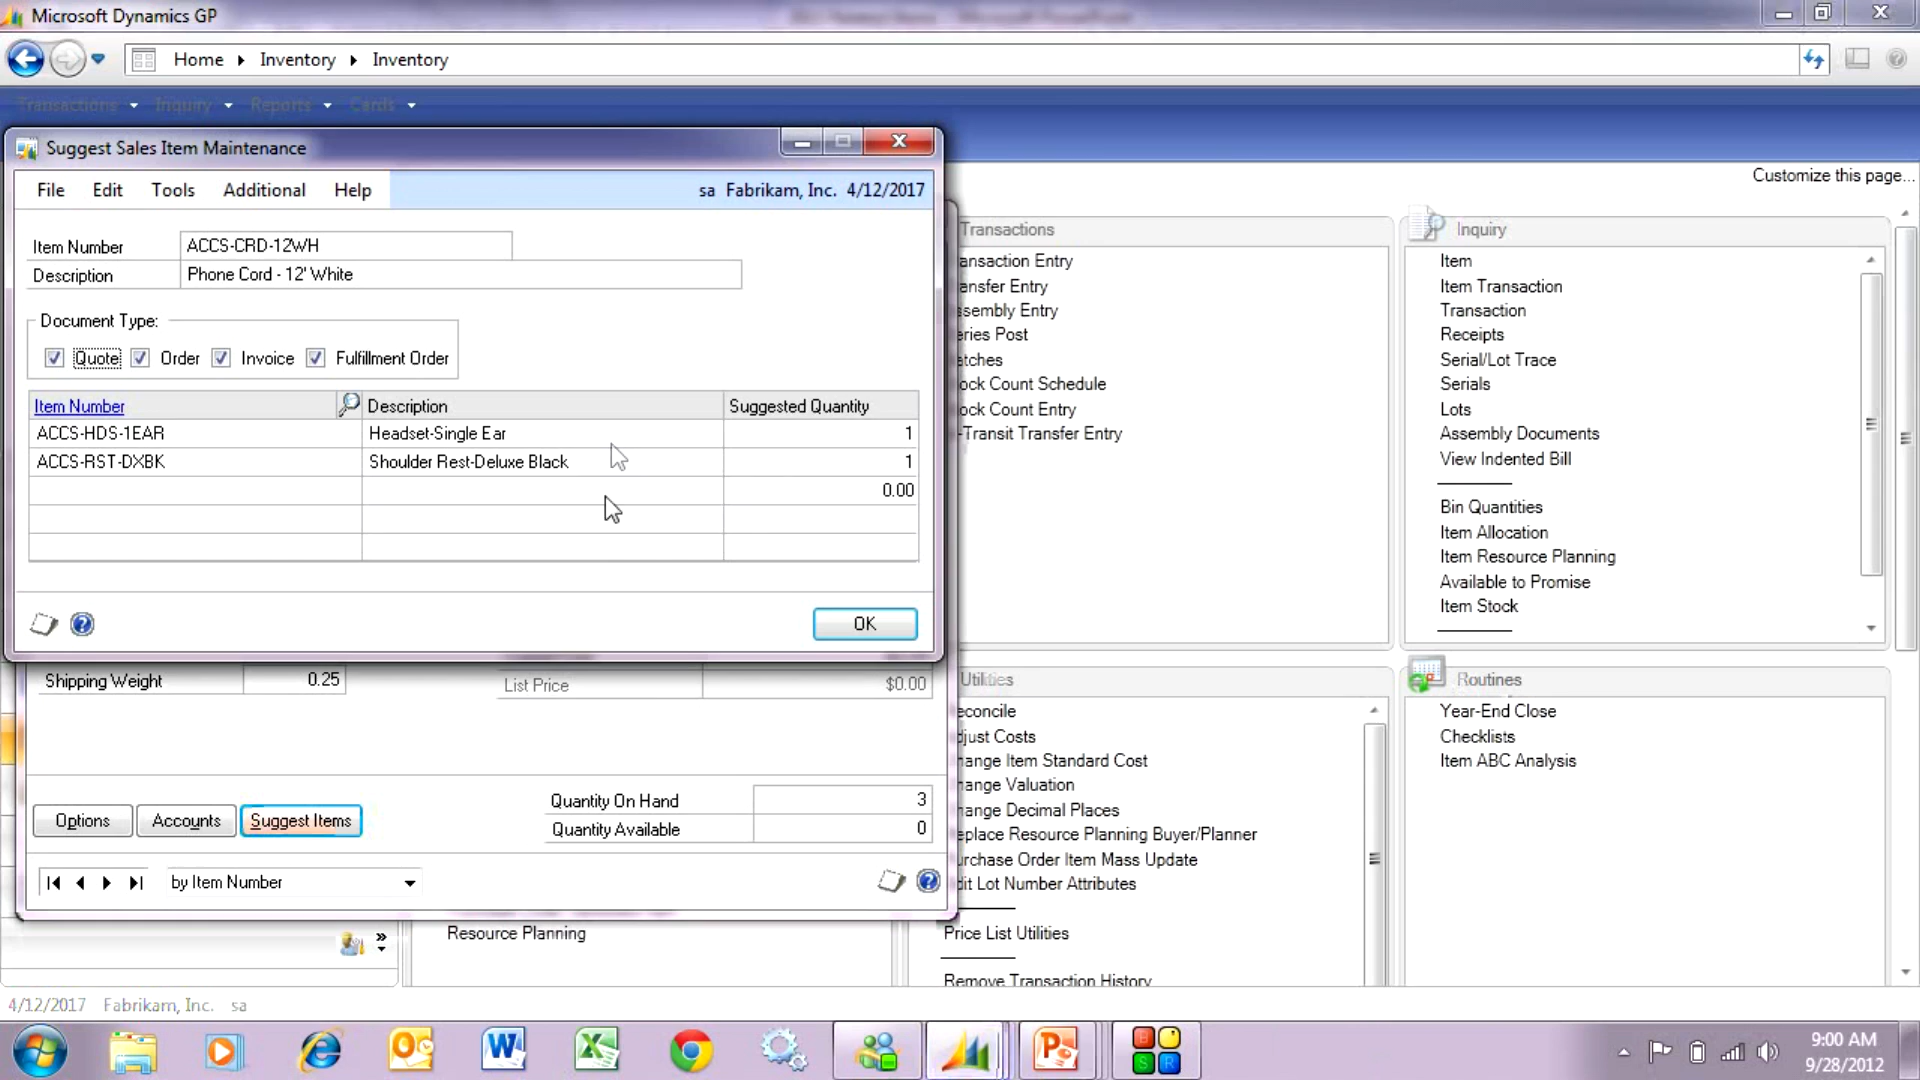 Microsoft Dynamics GP
Home Inventory Inventory
Transactions Inquiry Reports Cards
Customize this page...
Suggest Sales Item Maintenance
File Edit Tools Additional Help sa Fabrikam, Inc. 4/12/2017
Item Number ACCS-CRD-12WH
Description Phone Cord - 12' White
Document Type:
Quote Order Invoice Fulfillment Order
Item Number Description Suggested Quantity
ACCS-HDS-1EAR Headset-Single Ear 1
ACCS-RST-DXBK Shoulder Rest-Deluxe Black 1
0.00
OK
Shipping Weight 0.25
List Price $0.00
Quantity On Hand 3
Quantity Available 0
Options Accounts Suggest Items
by Item Number
Resource Planning
Transactions
ansaction Entry
ansfer Entry
ssembly Entry
eries Post
atches
ock Count Schedule
ock Count Entry
-Transit Transfer Entry
Inquiry
Item
Item Transaction
Transaction
Receipts
Serial/Lot Trace
Serials
Lots
Assembly Documents
View Indented Bill
Bin Quantities
Item Allocation
Item Resource Planning
Available to Promise
Item Stock
Utilities
econcile
djust Costs
hange Item Standard Cost
hange Valuation
hange Decimal Places
eplace Resource Planning Buyer/Planner
urchase Order Item Mass Update
dit Lot Number Attributes
Price List Utilities
Remove Transaction History
Routines
Year-End Close
Checklists
Item ABC Analysis
4/12/2017 Fabrikam, Inc. sa
9:00 AM
9/28/2012